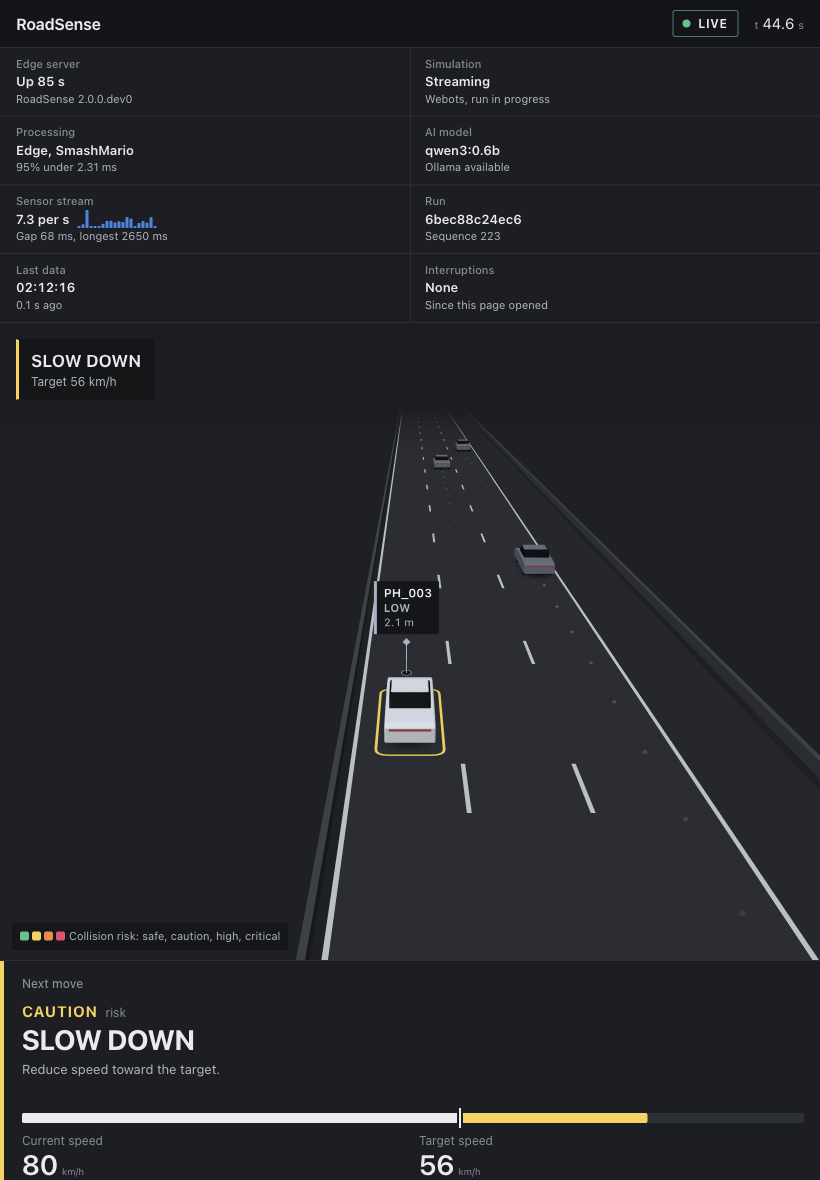 RoadSense
LIVE
t 44.6 s
Edge server
Up 85 s
RoadSense 2.0.0.dev0
Simulation
Streaming
Webots, run in progress
Processing
Edge, SmashMario
95% under 2.31 ms
AI model
qwen3:0.6b
Ollama available
Sensor stream
7.3 per s
Gap 68 ms, longest 2650 ms
Run
6bec88c24ec6
Sequence 223
Last data
02:12:16
0.1 s ago
Interruptions
None
Since this page opened
SLOW DOWN
Target 56 km/h
PH_003
LOW
2.1 m
Collision risk: safe, caution, high, critical
Next move
CAUTION risk
SLOW DOWN
Reduce speed toward the target.
Current speed
80 km/h
Target speed
56 km/h